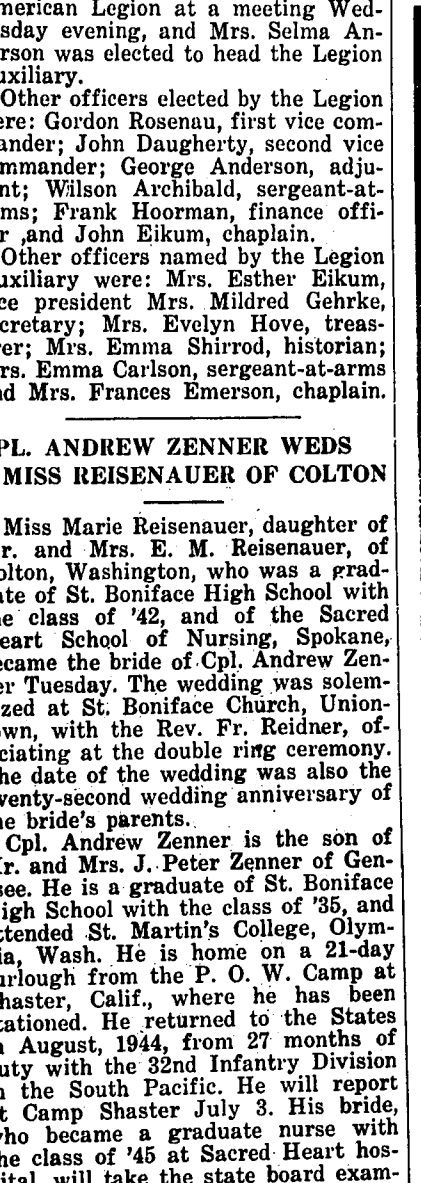 merican Legion at a meeting Wed-
sday evening, and Mrs. Selma An-
rson was elected to head the Legion
uxiliary.
Other officers elected by the Legion
ere: Gordon Rosenau, first vice com-
ander; John Daugherty, second vice
mmander; George Anderson, adju-
nt; Wilson Archibald, sergeant-at-
ms; Frank Hoorman, finance offi-
r ,and John Eikum, chaplain.
Other officers named by the Legion
uxiliary were: Mrs. Esther Eikum,
ce president Mrs. Mildred Gehrke,
cretary; Mrs. Evelyn Hove, treas-
rer; Mrs. Emma Shirrod, historian;
rs. Emma Carlson, sergeant-at-arms
nd Mrs. Frances Emerson, chaplain.
PL. ANDREW ZENNER WEDS
MISS REISENAUER OF COLTON
Miss Marie Reisenauer, daughter of
r. and Mrs. E. M. Reisenauer, of
olton, Washington, who was a grad-
ate of St. Boniface High School with
he class of '42, and of the Sacred
eart School of Nursing, Spokane,
ecame the bride of Cpl. Andrew Zen-
er Tuesday. The wedding was solem-
ized at St. Boniface Church, Union-
own, with the Rev. Fr. Reidner, of-
ciating at the double ring ceremony.
he date of the wedding was also the
wenty-second wedding anniversary of
he bride's parents.
Cpl. Andrew Zenner is the son of
Mr. and Mrs. J. Peter Zenner of Gen-
see. He is a graduate of St. Boniface
igh School with the class of '35, and
ttended St. Martin's College, Olym-
ia, Wash. He is home on a 21-day
urlough from the P. O. W. Camp at
haster, Calif., where he has been
tationed. He returned to the States
n August, 1944, from 27 months of
uty with the 32nd Infantry Division
n the South Pacific. He will report
t Camp Shaster July 3. His bride,
who became a graduate nurse with
he class of '45 at Sacred Heart hos-
ital, will take the state board exam-